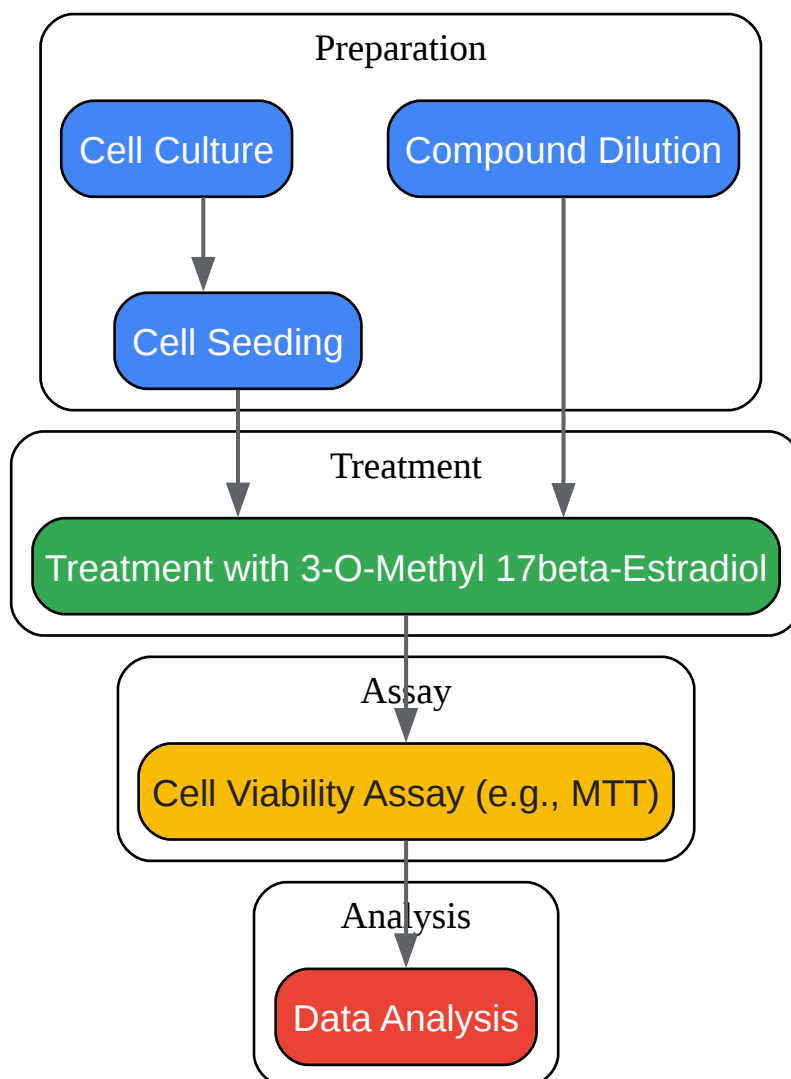 Preparation
Cell Culture
Compound Dilution
Cell Seeding
Treatment
Treatment with 3-O-Methyl 17beta-Estradiol
Assay
Cell Viability Assay (e.g., MTT)
Analysis
Data Analysis